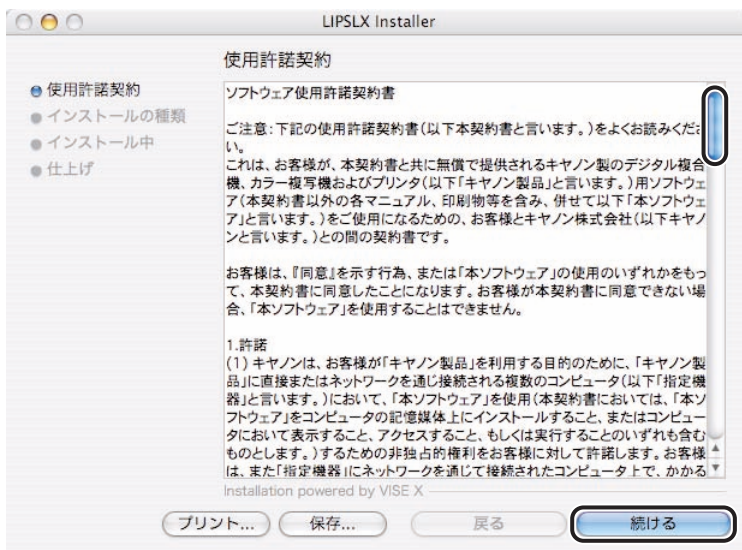 LIPSLX Installer
使用許諾契約
使用許諾契約
インストールの種類
インストール中
仕上げ
ソフトウェア使用許諾契約書
ご注意：下記の使用許諾契約書（以下本契約書と言います。）をよくお読みくださ
い。
これは、お客様が、本契約書と共に無償で提供されるキヤノン製のデジタル複合
機、カラー複写機およびプリンタ（以下「キヤノン製品」と言います。）用ソフトウェ
ア（本契約書以外の各マニュアル、印刷物等を含み、併せて以下「本ソフトウェ
ア」と言います。）をご使用になるための、お客様とキヤノン株式会社（以下キヤノ
ンと言います。）との間の契約書です。
お客様は、『同意』を示す行為、または「本ソフトウェア」の使用のいずれかをもっ
て、本契約書に同意したことになります。お客様が本契約書に同意できない場
合、「本ソフトウェア」を使用することはできません。
1.許諾
(1) キヤノンは、お客様が「キヤノン製品」を利用する目的のために、「キヤノン製
品」に直接またはネットワークを通じ接続される複数のコンピュータ（以下「指定機
器」と言います。）において、「本ソフトウェア」を使用（本契約書においては、「本ソ
フトウェア」をコンピュータの記憶媒体上にインストールすること、またはコンピュー
タにおいて表示すること、アクセスすること、もしくは実行することのいずれも含む
ものとします。）するための非独占的権利をお客様に対して許諾します。お客様
は、また「指定機器」にネットワークを通じて接続されたコンピュータ上で、かかる
Installation powered by VISE X
プリント...
保存...
戻る
続ける